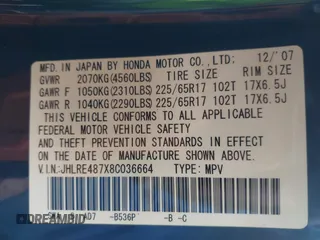 MFD. IN JAPAN BY HONDA MOTOR CO.,LTD: 12/'07
GVWR 2070KG(4560LBS) TIRE SIZE RIM SIZE
GAWR F 1050KG(2310LBS) 225/65R17 102T 17X6.5J
GAWR R 1040KG(2290LBS) 225/65R17 102T 17X6.5J
THIS VEHICLE CONFORMS TO ALL APPLICABLE
FEDERAL MOTOR VEHICLE SAFETY AND
THEFT PREVENTION STANDARDS IN EFFECT ON
THE DATE OF MANUFACTURE SHOWN ABOVE.
V.I.N:JHLRE487X8C036664 TYPE: MPV
AD7 -B536P -B -C
DREAMBID